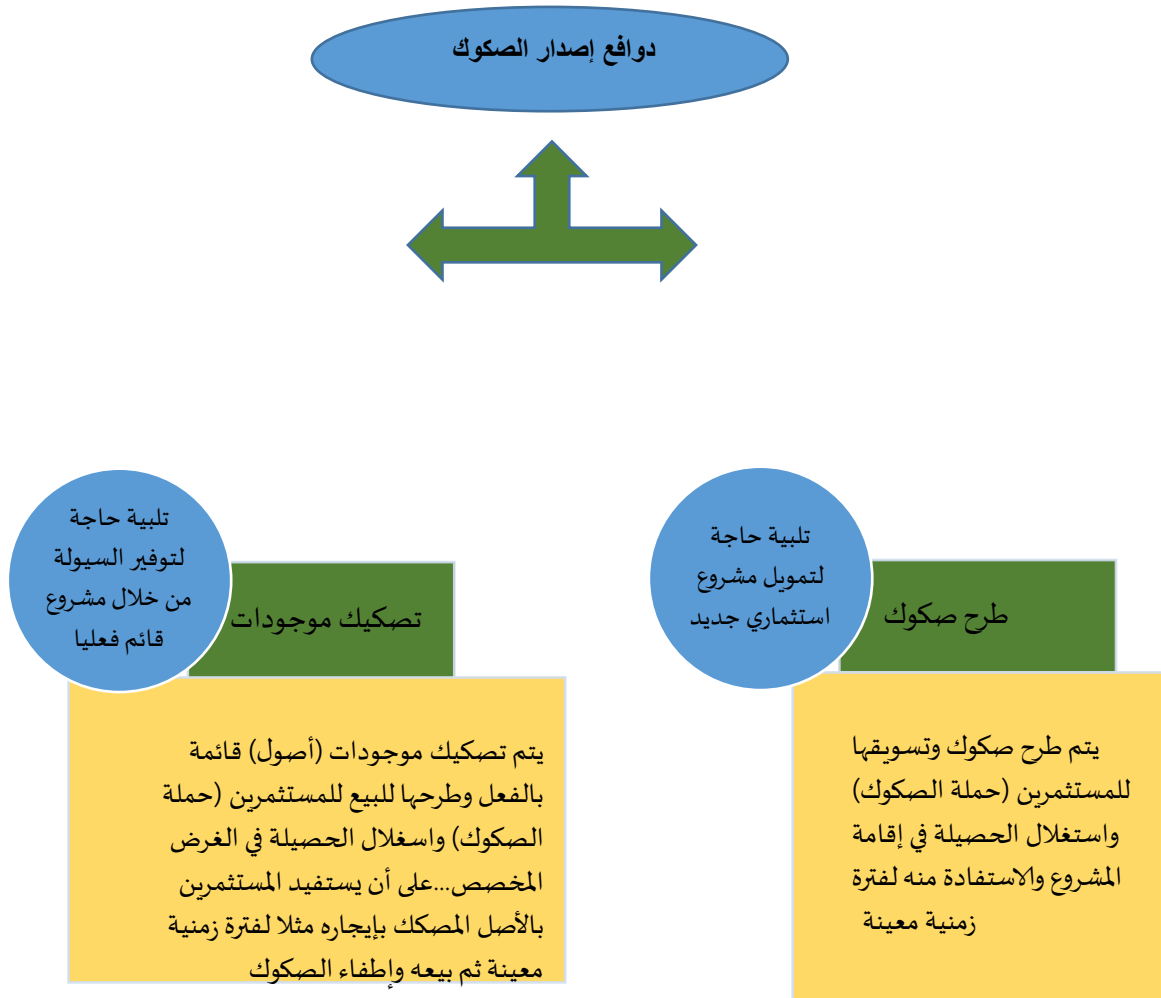 دوافع إصدار الصكوك
تلبية حاجة
لتمويل مشروع
استثماري جديد
طرح صكوك
يتم طرح صكوك وتسويقها
للمستثمرين (حملة الصكوك)
واستغلال الحصيلة في إقامة
المشروع والاستفادة منه لفترة
زمنية معينة
تلبية حاجة
لتوفير السيولة
من خلال مشروع
قائم فعليا
تصكيك موجودات
يتم تصكيك موجودات (أصول) قائمة
بالفعل وطرحها للبيع للمستثمرين (حملة
الصكوك) واسغلال الحصيلة في الغرض
المخصص...على أن يستفيد المستثمرين
بالأصل المصكك بإيجاره مثلا لفترة زمنية
معينة ثم بيعه وإطفاء الصكوك